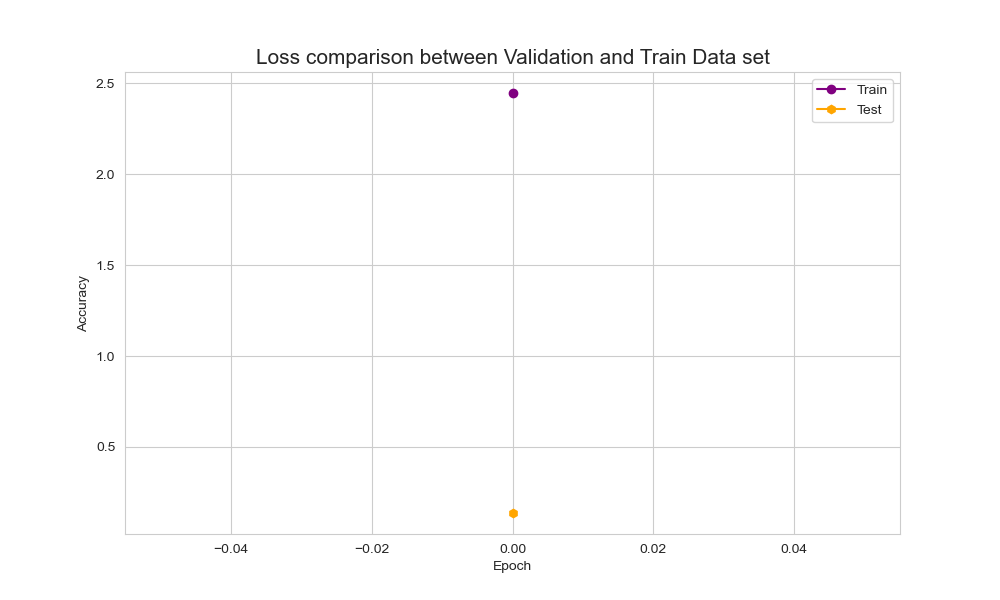 Loss comparison between Validation and Train Data set
Train
Test
2.5
2.0
1.5
1.0
0.5
Accuracy
−0.04
−0.02
0.00
0.02
0.04
Epoch